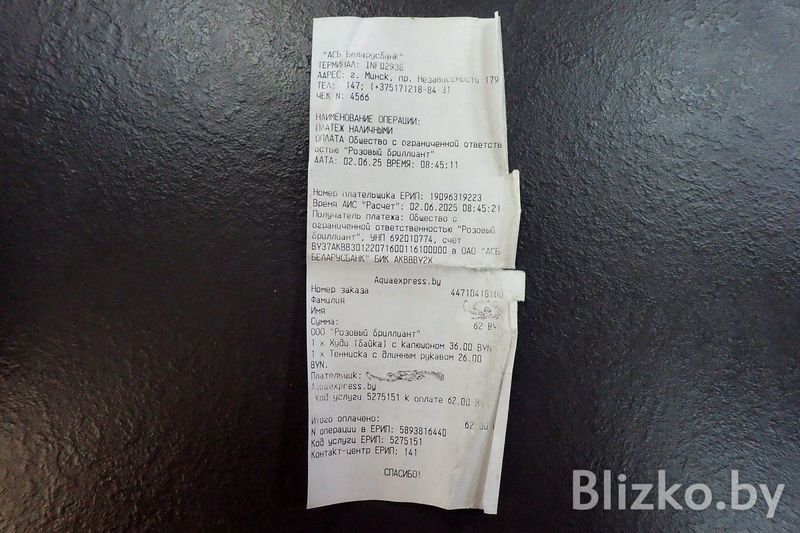 "АСБ Беларусбанк"
ТЕРМИНАЛ: INF02930
АДРЕС: г. Минск, пр. Независимости 179
ТЕЛ: 147; (+37517)218-84 31
ЧЕК N: 4566
НАИМЕНОВАНИЕ ОПЕРАЦИИ:
ПЛАТЕЖ НАЛИЧНЫМИ
ОПЛАТА Общество с ограниченной ответств
остью "Розовый бриллиант"
ДАТА: 02.06.25 ВРЕМЯ: 08:45:11
Номер плательщика ЕРИП: 19096319223
Время АИС "Расчет": 02.06.2025 08:45:21
Получатель платежа: Общество с
ограниченной ответственностью "Розовый
бриллиант", УНП 692010774, счет
BY37AKBB30122071600116100000 в ОАО "АСБ
БЕЛАРУСБАНК" БИК AKBBBY2X
Aquaexpress.by
Номер заказа 44710418100
Фамилия
Имя
Сумма: 62 BY
ООО "Розовый бриллиант"
1 x Худи (байка) с капюшоном 36.00 BYN
1 x Тенниска с длинным рукавом 26.00
BYN.
Плательщик:
Aquaexpress.by
код услуги 5275151 к оплате 62.00 B
Итого оплачено: 62.00
N операции в ЕРИП: 5893816440
Код услуги ЕРИП: 5275151
Контакт-центр ЕРИП: 141
СПАСИБО!
Blizko.by